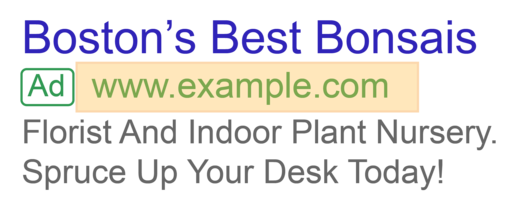 Boston's Best Bonsais
Ad www.example.com
Florist And Indoor Plant Nursery.
Spruce Up Your Desk Today!